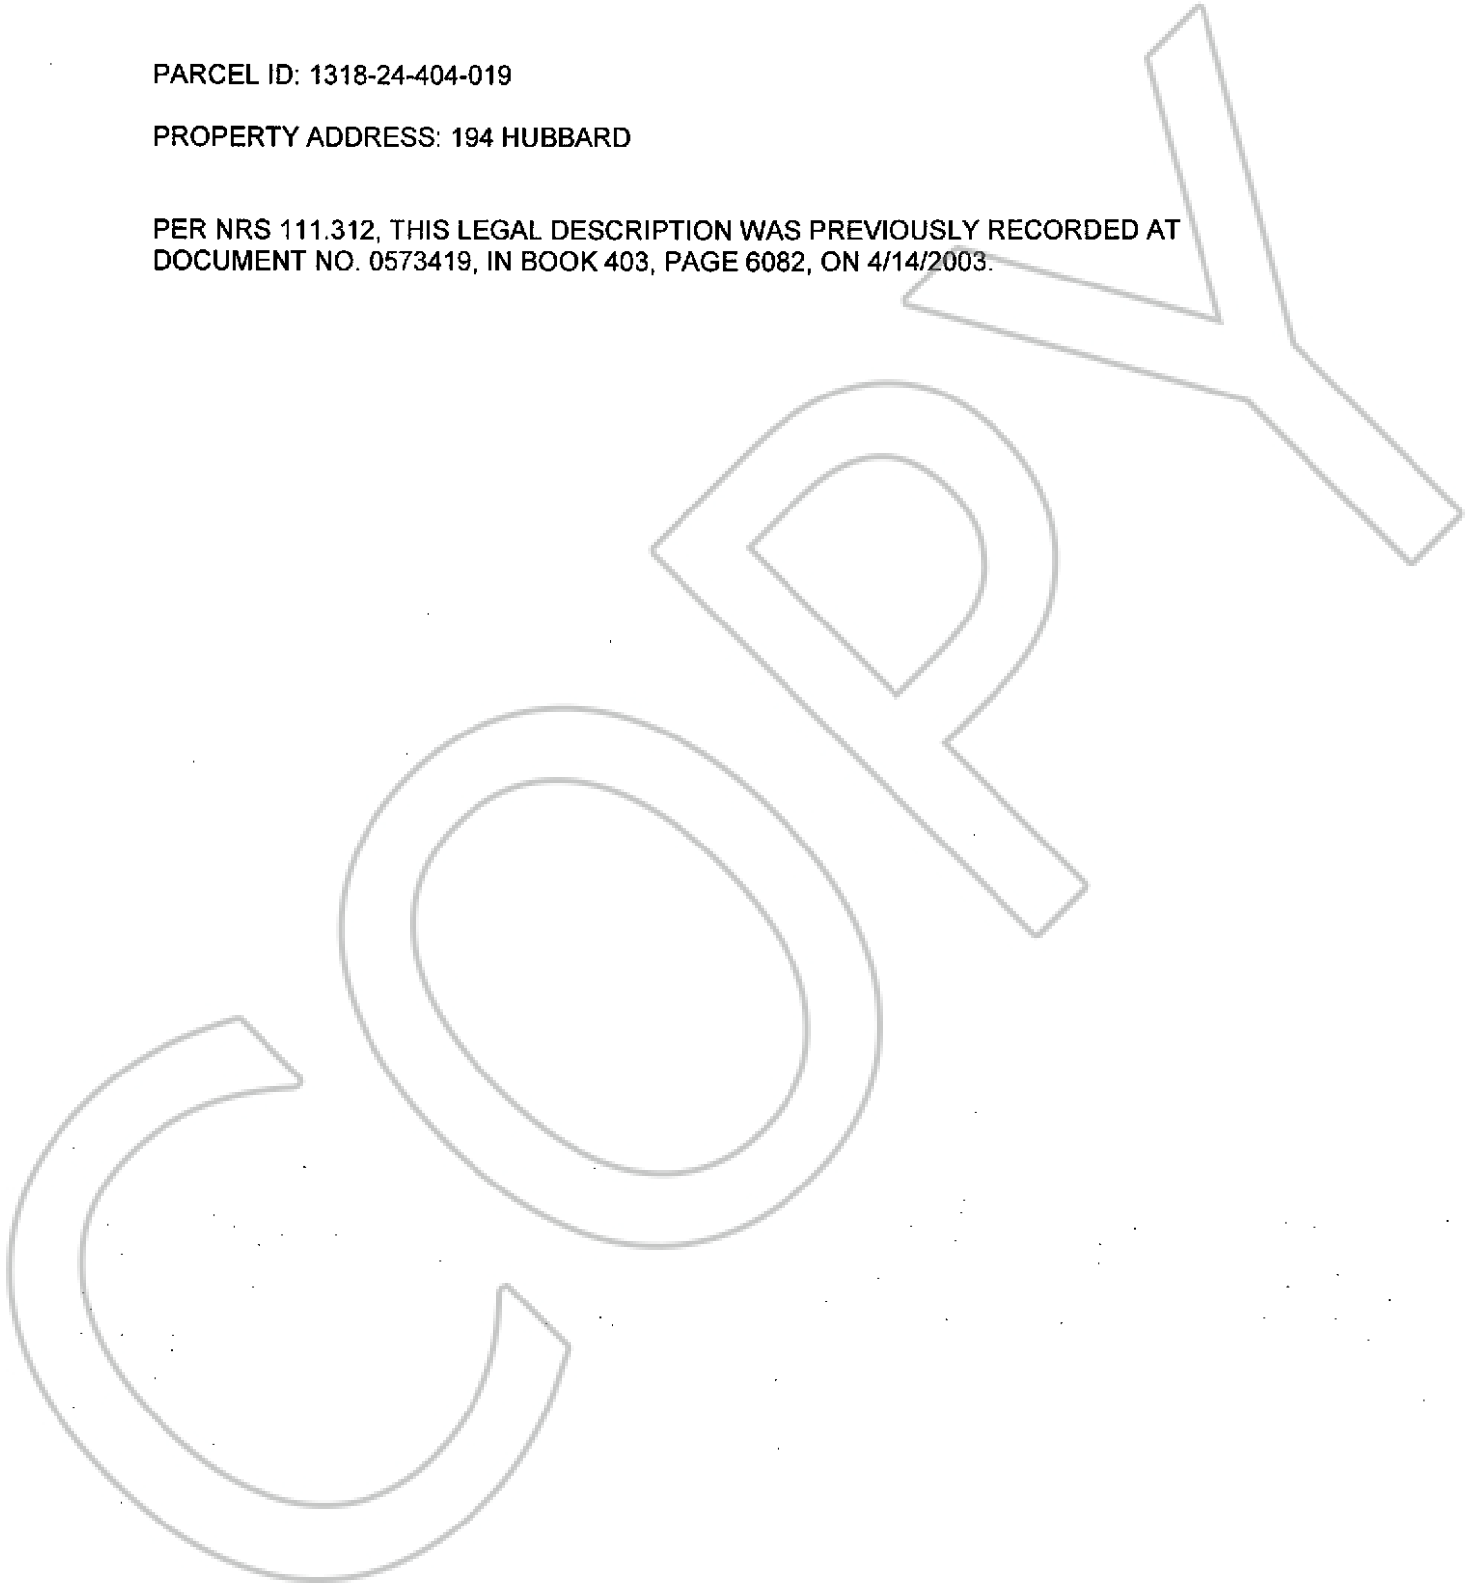 PARCEL ID: 1318-24-404-019
PROPERTY ADDRESS: 194 HUBBARD
PER NRS 111.312, THIS LEGAL DESCRIPTION WAS PREVIOUSLY RECORDED AT
DOCUMENT NO. 0573419, IN BOOK 403, PAGE 6082, ON 4/14/2003.
COPY